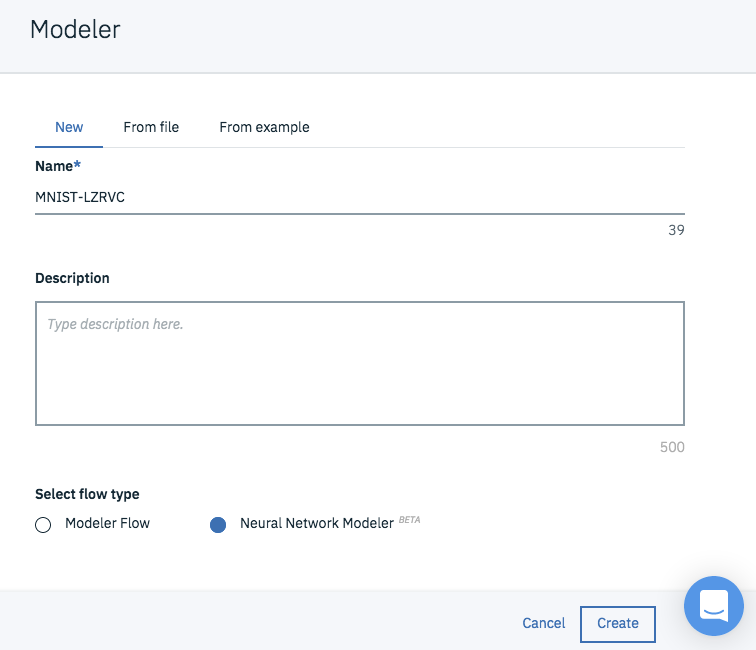 Modeler
New From file From example
Name*
MNIST-LZRVC
39
Description
Type description here.
500
Select flow type
Modeler Flow Neural Network Modeler BETA
Cancel Create